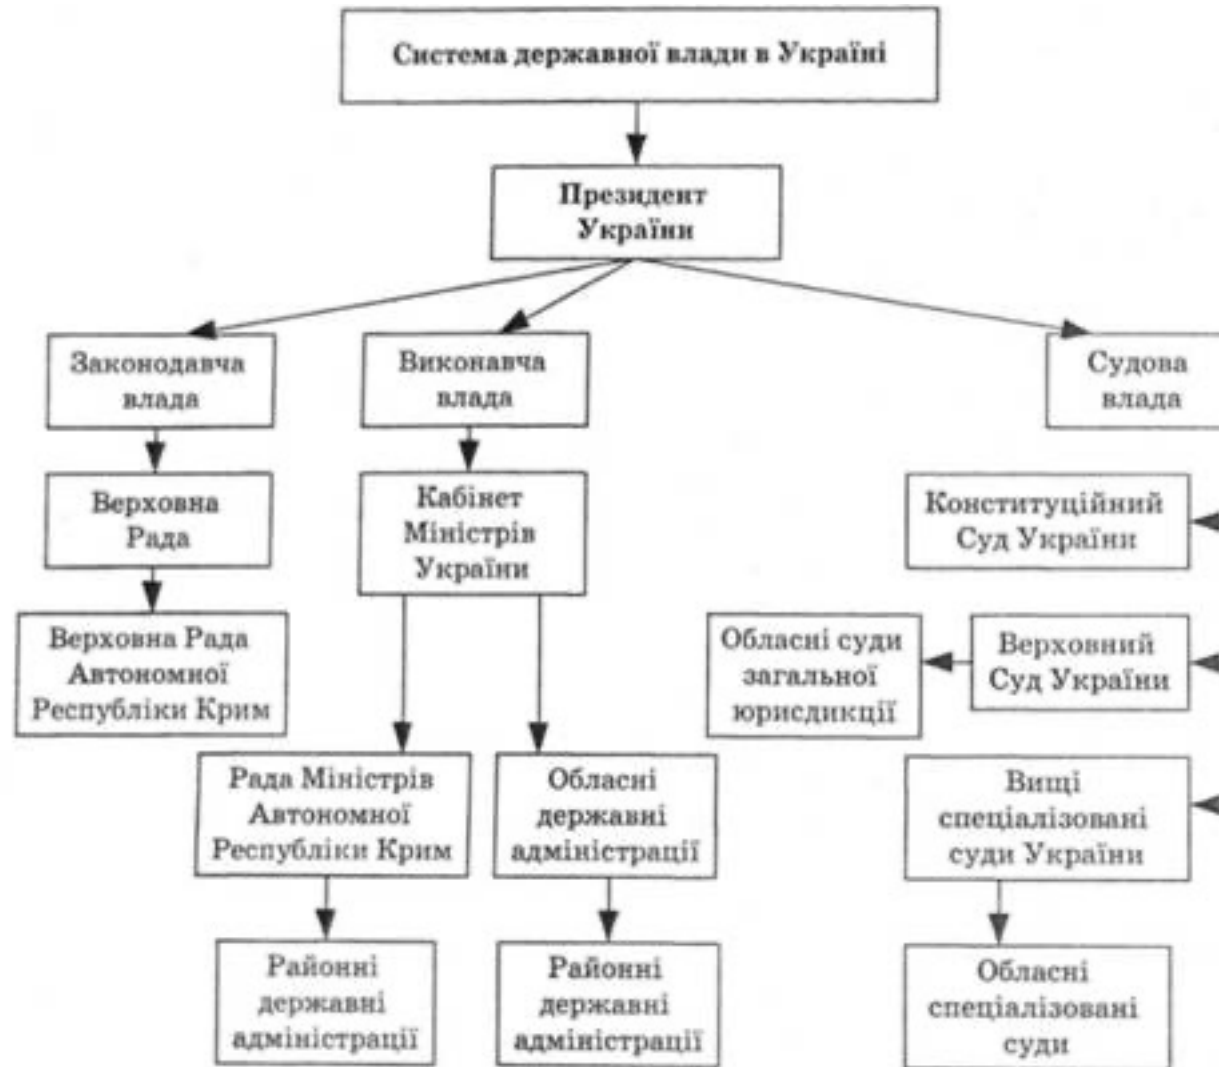 Система державної влади в Україні
Президент
України
Законодавча
влада
Виконавча
влада
Судова
влада
Верховна
Рада
Кабінет
Міністрів
України
Конституційний
Суд України
Верховна Рада
Автономної
Республіки Крим
Обласні суди
загальної
юрисдикції
Верховний
Суд України
Рада Міністрів
Автономної
Республіки Крим
Обласні
державні
адміністрації
Вищі
спеціалізовані
суди України
Районні
державні
адміністрації
Районні
державні
адміністрації
Обласні
спеціалізовані
суди